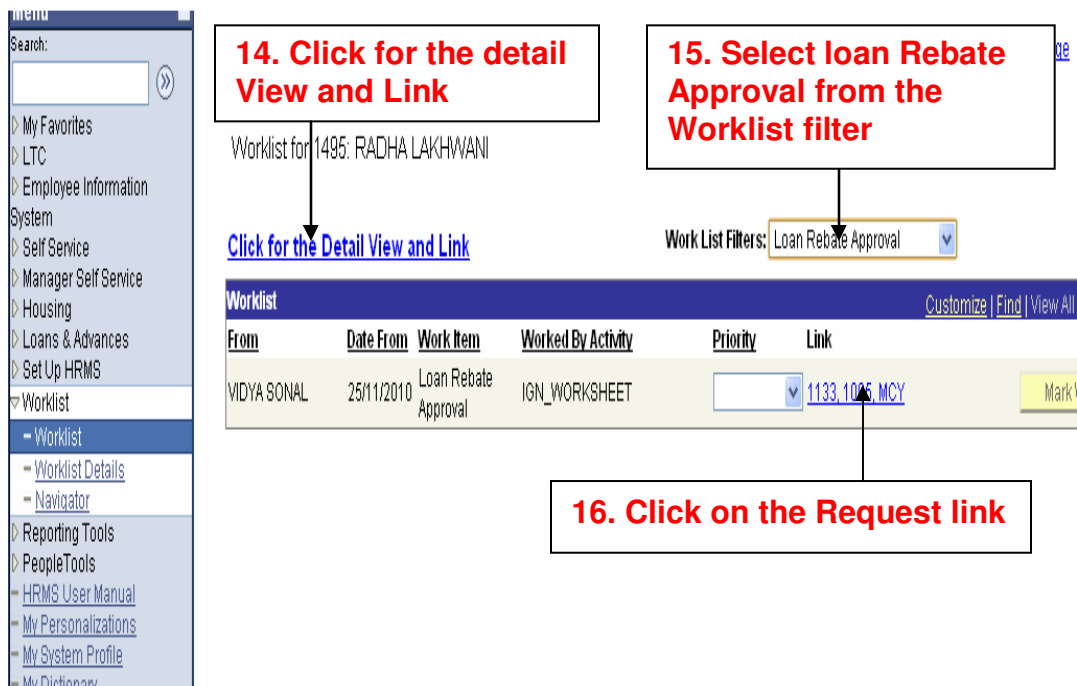 Menu
Search:
My Favorites
LTC
Employee Information
System
Self Service
Manager Self Service
Housing
Loans & Advances
Set Up HRMS
Worklist
Worklist
Worklist Details
Navigator
Reporting Tools
PeopleTools
HRMS User Manual
My Personalizations
My System Profile
My Dictionary
14. Click for the detail
View and Link
15. Select loan Rebate
Approval from the
Worklist filter
Worklist for 1495: RADHA LAKHWANI
Click for the Detail View and Link
Work List Filters: Loan Rebate Approval
Worklist
Customize | Find | View All
From Date From Work Item Worked By Activity Priority Link
VIDYA SONAL 25/11/2010 Loan Rebate Approval IGN_WORKSHEET 1133, MCY Mark
16. Click on the Request link